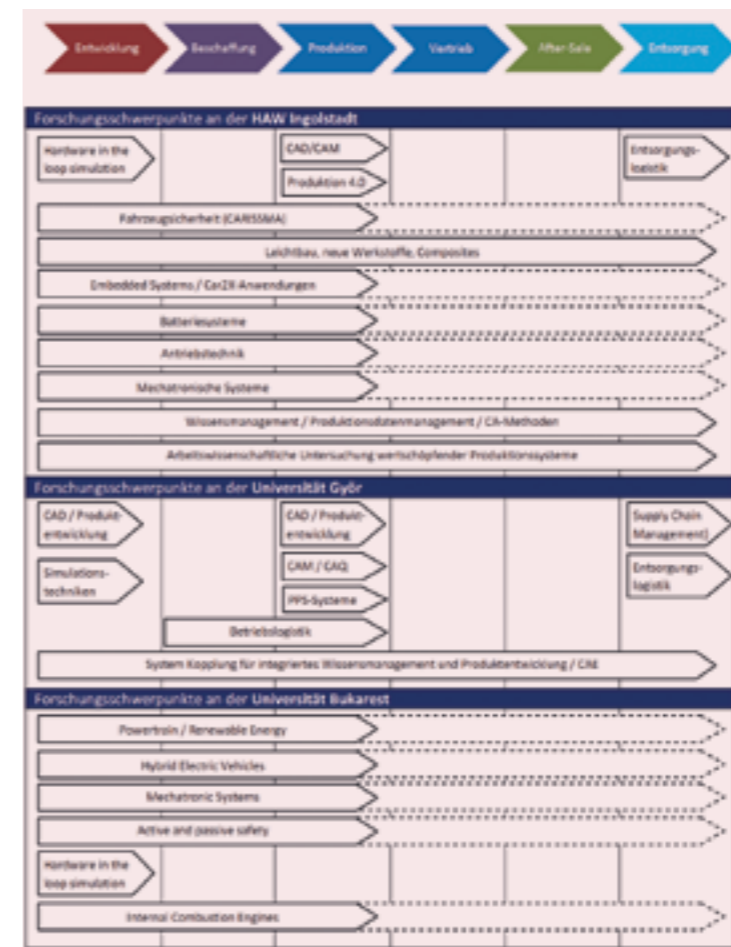 Entwicklung
Beschaffung
Produktion
Vertrieb
After-Sale
Entsorgung
Forschungsschwerpunkte an der HAW Ingolstadt
Hardware in the
loop simulation
CAD/CAM
Produktion 4.0
Entsorgungs-
logistik
Fahrzeugsicherheit (CARISSMA)
Leichtbau, neue Werkstoffe, Composites
Embedded Systems / Car2X-Anwendungen
Batteriesysteme
Antriebstechnik
Mechatronische Systeme
Wissensmanagement / Produktionsdatenmanagement / CA-Methoden
Arbeitswissenschaftliche Untersuchung wertschöpfender Produktionssysteme
Forschungsschwerpunkte an der Universität Györ
CAD / Produkt-
entwicklung
CAD / Produkt-
entwicklung
Supply Chain
Management)
Simulations-
techniken
CAM / CAQ
Entsorgungs-
logistik
PPS-Systeme
Betriebslogistik
System Kopplung für integriertes Wissensmanagement und Produktentwicklung / CAE
Forschungsschwerpunkte an der Universität Bukarest
Powertrain / Renewable Energy
Hybrid Electric Vehicles
Mechatronic Systems
Active and passive safety
Hardware in the
loop simulation
Internal Combustion Engines